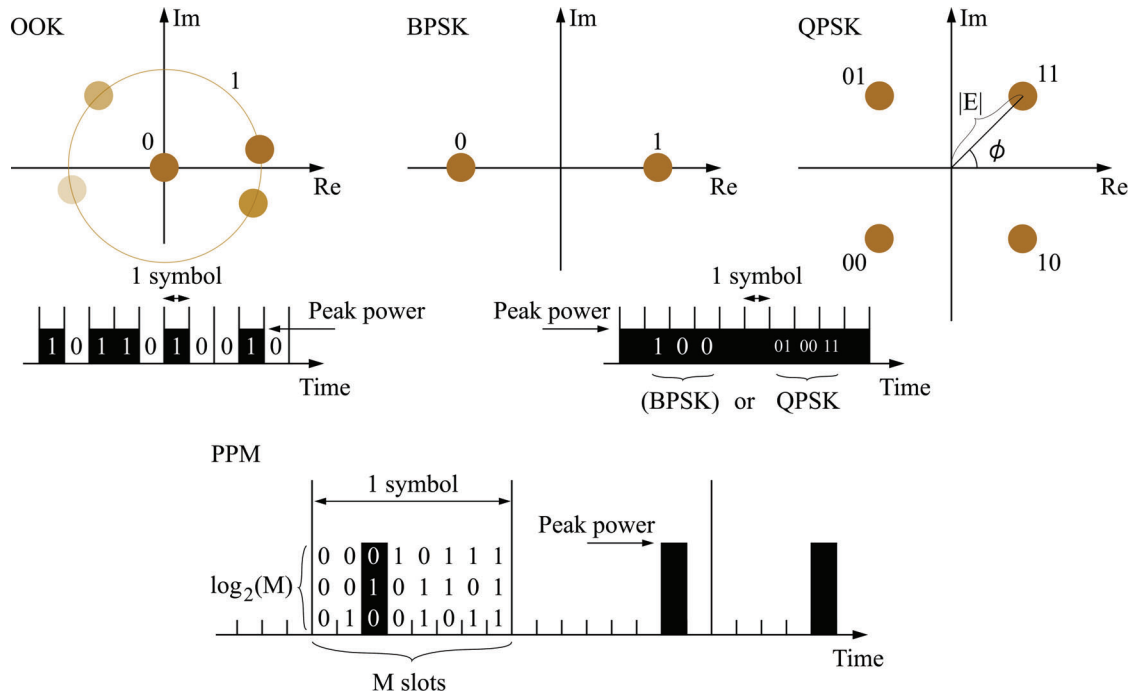 OOK
Im
1
0
Re
BPSK
Im
0
1
Re
QPSK
Im
01
11
|E|
ϕ
Re
00
10
1 symbol
Peak power
1 0 1 1 0 1 0 0 1 0
Time
1 symbol
Peak power
1 0 0
01 00 11
Time
(BPSK) or QPSK
PPM
1 symbol
Peak power
0 0 0 1 0 1 1 1
log2(M)
0 0 1 0 1 1 0 1
0 1 0 0 1 0 1 1
Time
M slots